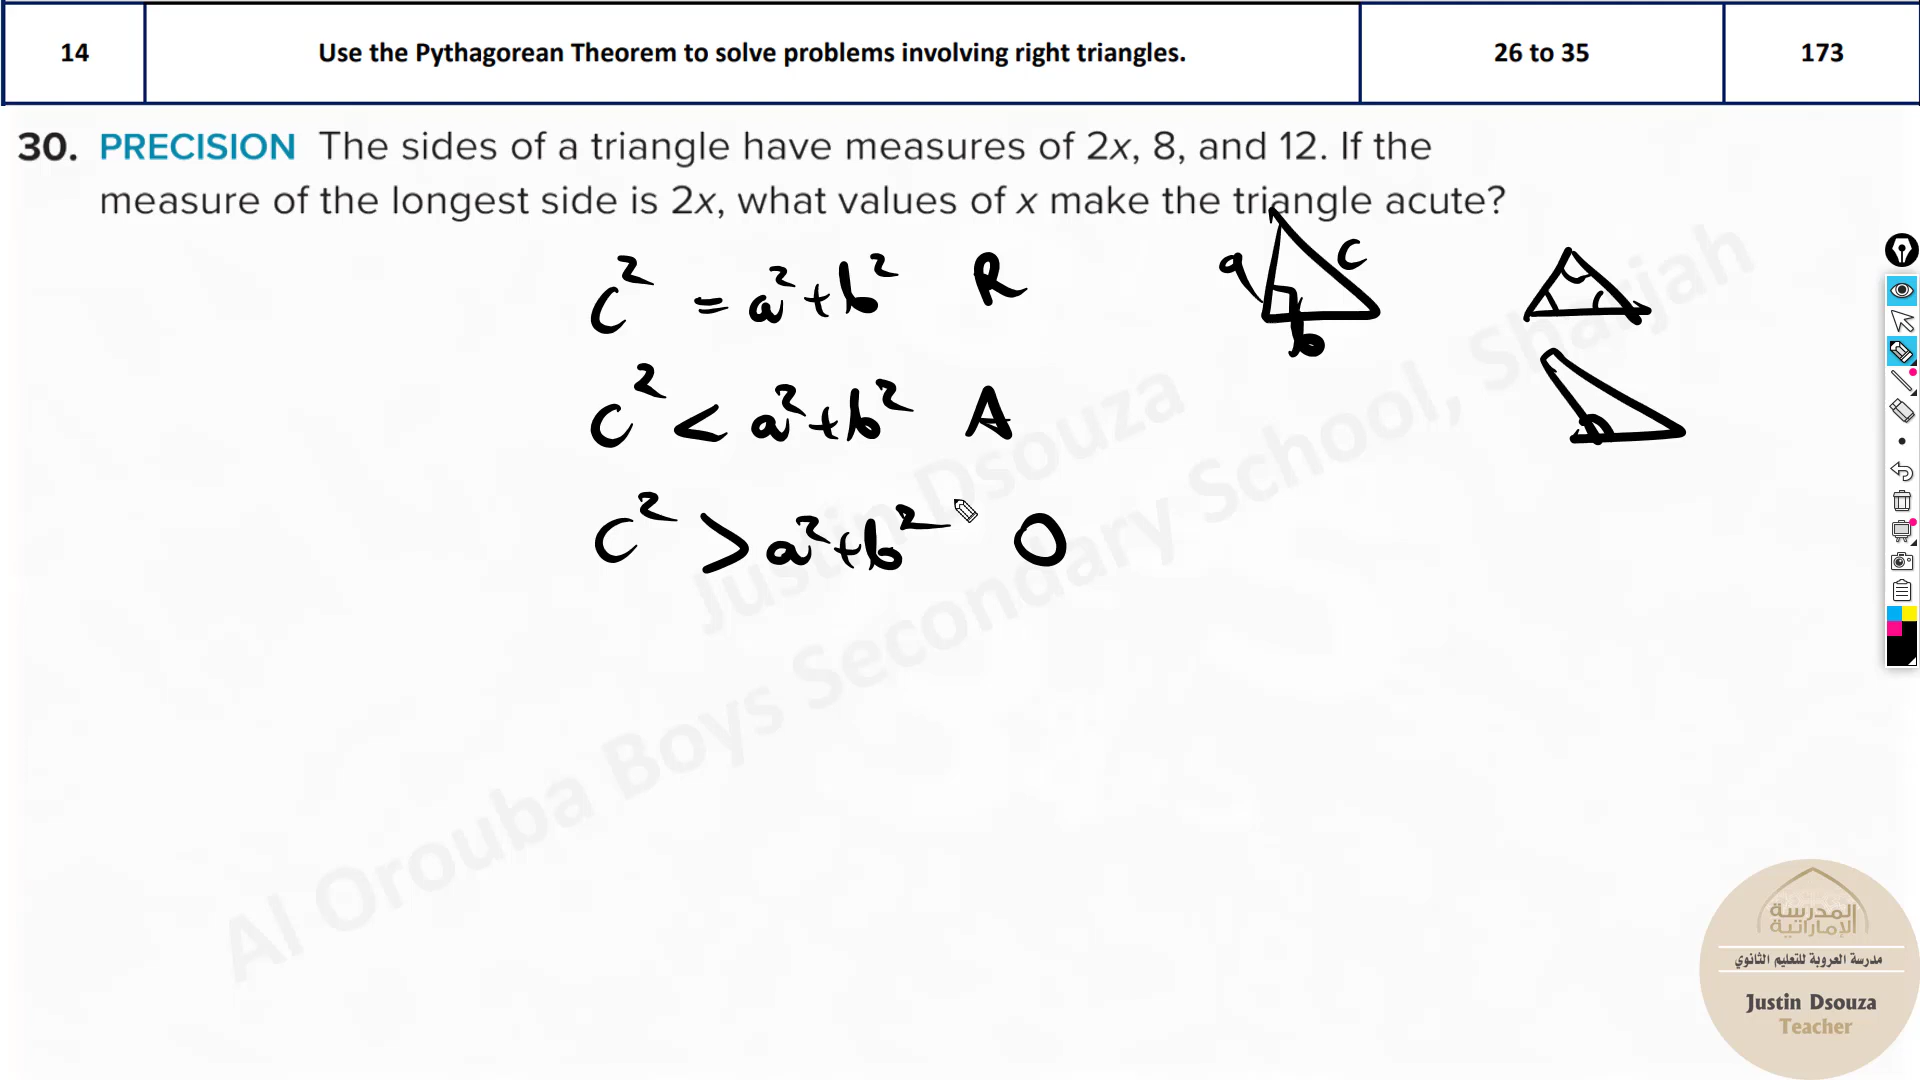 14 Use the Pythagorean Theorem to solve problems involving right triangles. 26 to 35 173
30. PRECISION The sides of a triangle have measures of 2x, 8, and 12. If the
measure of the longest side is 2x, what values of x make the triangle acute?
c² = a² + b² R
a c
b
c² < a² + b² A
c² > a² + b² O
Justin Dsouza
Al Orouba Boys Secondary School, Sharjah
المدرسة
الإماراتية
مدرسة العروبة للتعليم الثانوي
Justin Dsouza
Teacher